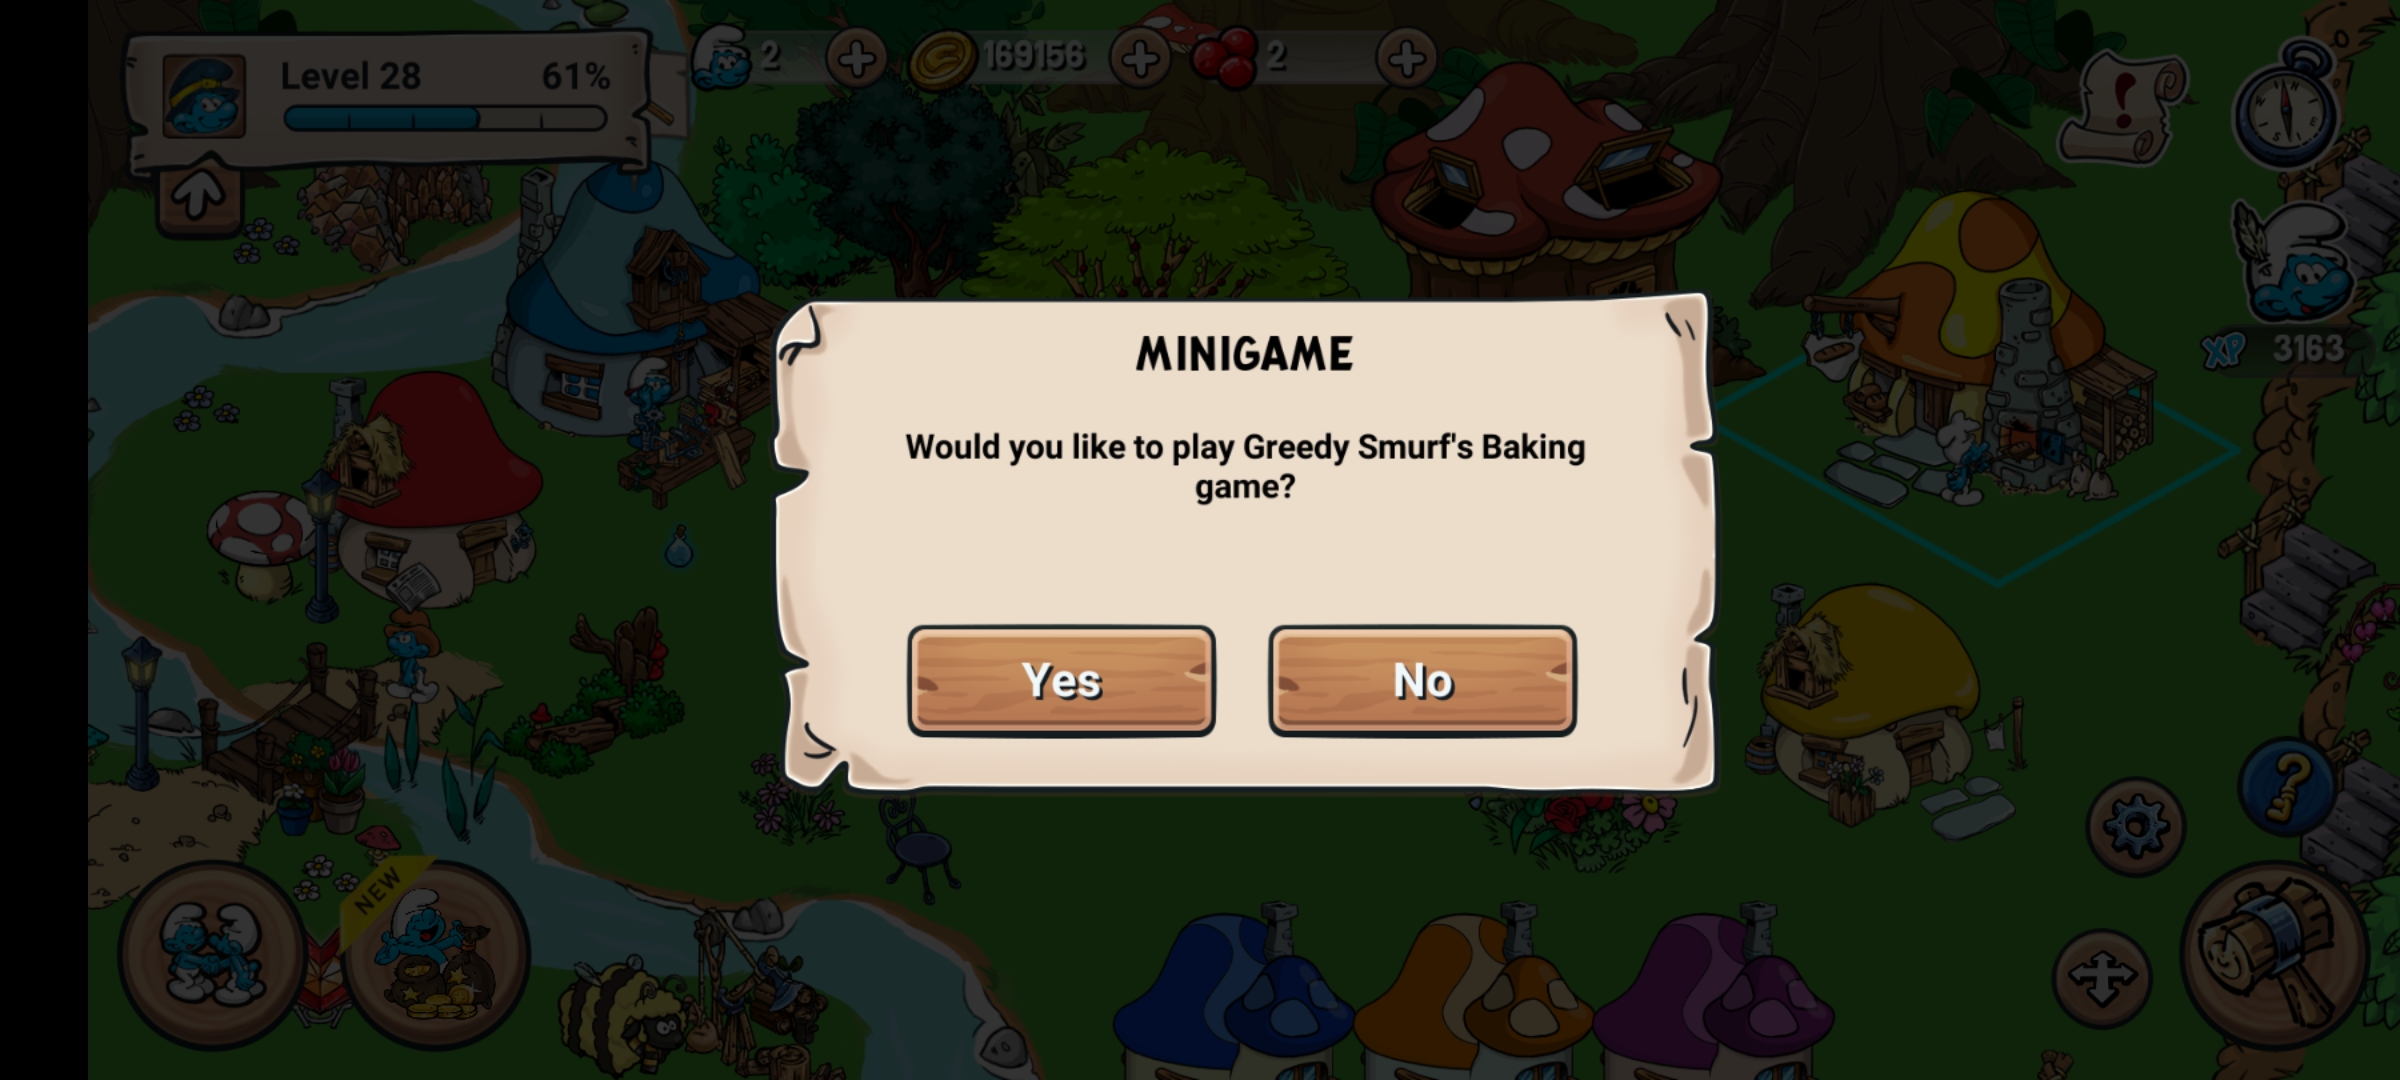 Level 28
61%
2
169156
2
MINIGAME
Would you like to play Greedy Smurf's Baking
game?
XP 3163
Yes
No
NEW